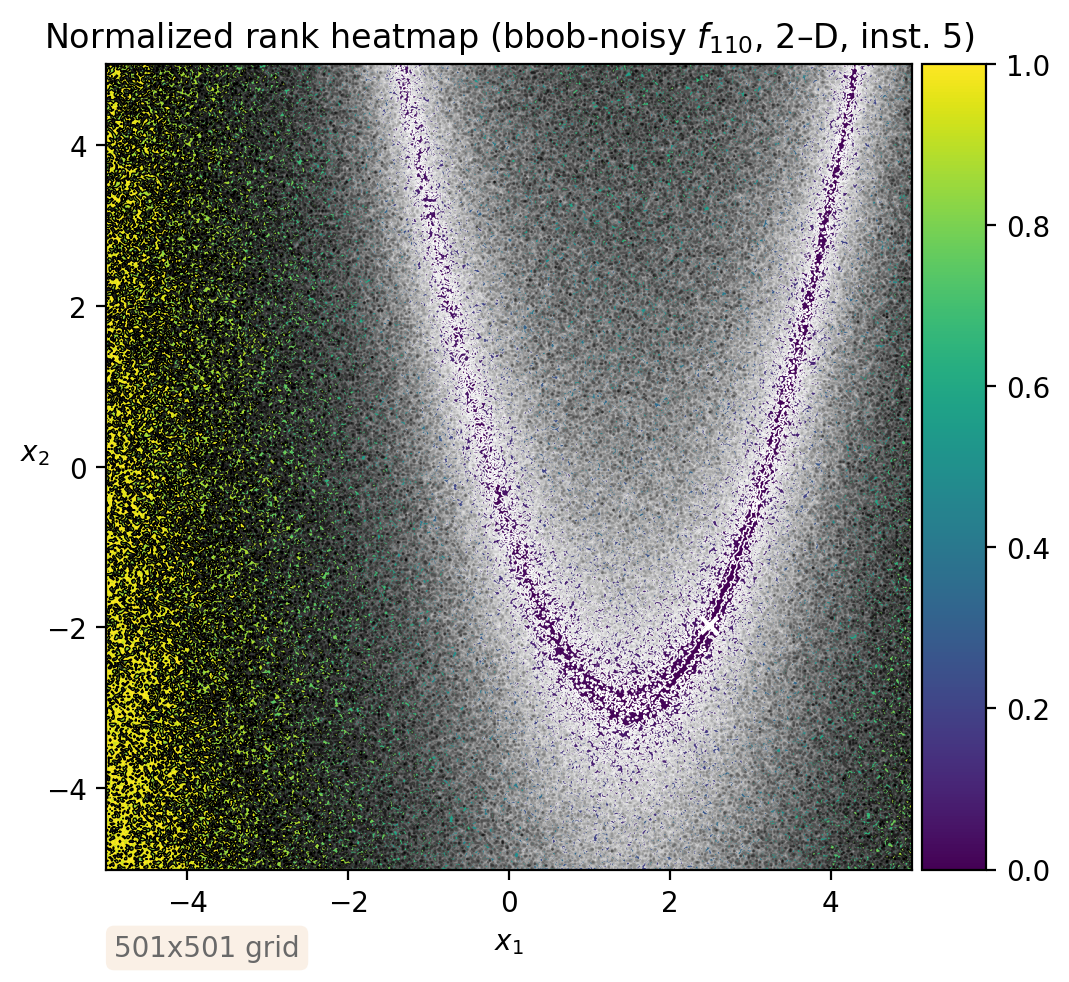 Normalized rank heatmap (bbob-noisy f₁₁₀, 2–D, inst. 5)
1.0
4
0.8
2
0.6
x₂
0
0.4
−2
0.2
−4
0.0
−4 −2 0 2 4
x₁
501x501 grid